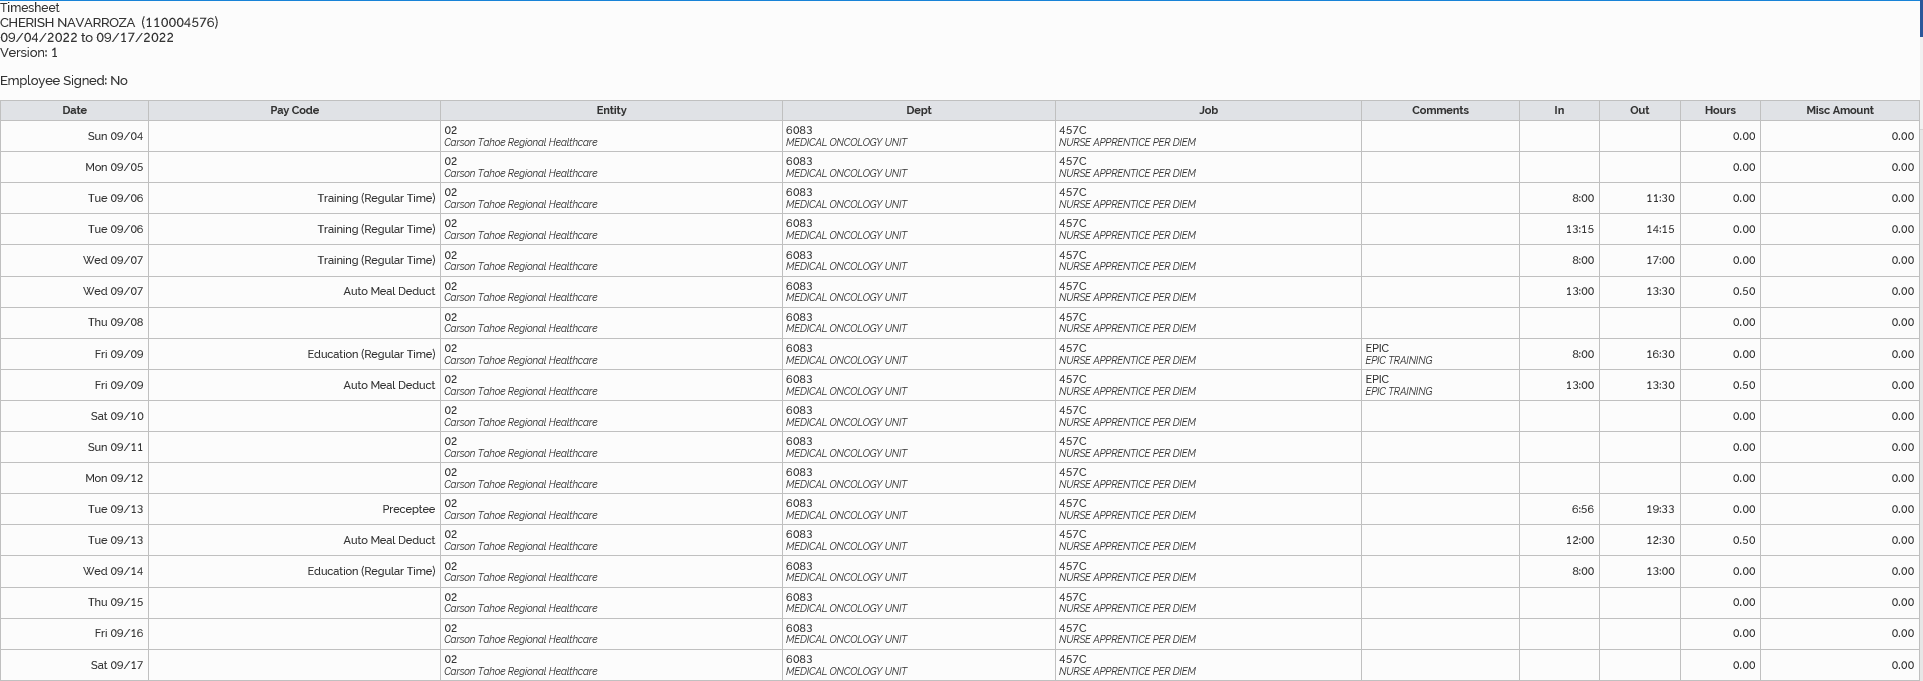 Timesheet
CHERISH NAVARROZA (110004576)
09/04/2022 to 09/17/2022
Version: 1
Employee Signed: No
Date Pay Code Entity Dept Job Comments In Out Hours Misc Amount
Sun 09/04 02 6083 457C 0.00 0.00
Carson Tahoe Regional Healthcare MEDICAL ONCOLOGY UNIT NURSE APPRENTICE PER DIEM
Mon 09/05 02 6083 457C 0.00 0.00
Carson Tahoe Regional Healthcare MEDICAL ONCOLOGY UNIT NURSE APPRENTICE PER DIEM
Tue 09/06 Training (Regular Time) 02 6083 457C 8:00 11:30 0.00 0.00
Carson Tahoe Regional Healthcare MEDICAL ONCOLOGY UNIT NURSE APPRENTICE PER DIEM
Tue 09/06 Training (Regular Time) 02 6083 457C 13:15 14:15 0.00 0.00
Carson Tahoe Regional Healthcare MEDICAL ONCOLOGY UNIT NURSE APPRENTICE PER DIEM
Wed 09/07 Training (Regular Time) 02 6083 457C 8:00 17:00 0.00 0.00
Carson Tahoe Regional Healthcare MEDICAL ONCOLOGY UNIT NURSE APPRENTICE PER DIEM
Wed 09/07 Auto Meal Deduct 02 6083 457C 13:00 13:30 0.50 0.00
Carson Tahoe Regional Healthcare MEDICAL ONCOLOGY UNIT NURSE APPRENTICE PER DIEM
Thu 09/08 02 6083 457C 0.00 0.00
Carson Tahoe Regional Healthcare MEDICAL ONCOLOGY UNIT NURSE APPRENTICE PER DIEM
Fri 09/09 Education (Regular Time) 02 6083 457C EPIC 8:00 16:30 0.00 0.00
Carson Tahoe Regional Healthcare MEDICAL ONCOLOGY UNIT NURSE APPRENTICE PER DIEM EPIC TRAINING
Fri 09/09 Auto Meal Deduct 02 6083 457C EPIC 13:00 13:30 0.50 0.00
Carson Tahoe Regional Healthcare MEDICAL ONCOLOGY UNIT NURSE APPRENTICE PER DIEM EPIC TRAINING
Sat 09/10 02 6083 457C 0.00 0.00
Carson Tahoe Regional Healthcare MEDICAL ONCOLOGY UNIT NURSE APPRENTICE PER DIEM
Sun 09/11 02 6083 457C 0.00 0.00
Carson Tahoe Regional Healthcare MEDICAL ONCOLOGY UNIT NURSE APPRENTICE PER DIEM
Mon 09/12 02 6083 457C 0.00 0.00
Carson Tahoe Regional Healthcare MEDICAL ONCOLOGY UNIT NURSE APPRENTICE PER DIEM
Tue 09/13 Preceptee 02 6083 457C 6:56 19:33 0.00 0.00
Carson Tahoe Regional Healthcare MEDICAL ONCOLOGY UNIT NURSE APPRENTICE PER DIEM
Tue 09/13 Auto Meal Deduct 02 6083 457C 12:00 12:30 0.50 0.00
Carson Tahoe Regional Healthcare MEDICAL ONCOLOGY UNIT NURSE APPRENTICE PER DIEM
Wed 09/14 Education (Regular Time) 02 6083 457C 8:00 13:00 0.00 0.00
Carson Tahoe Regional Healthcare MEDICAL ONCOLOGY UNIT NURSE APPRENTICE PER DIEM
Thu 09/15 02 6083 457C 0.00 0.00
Carson Tahoe Regional Healthcare MEDICAL ONCOLOGY UNIT NURSE APPRENTICE PER DIEM
Fri 09/16 02 6083 457C 0.00 0.00
Carson Tahoe Regional Healthcare MEDICAL ONCOLOGY UNIT NURSE APPRENTICE PER DIEM
Sat 09/17 02 6083 457C 0.00 0.00
Carson Tahoe Regional Healthcare MEDICAL ONCOLOGY UNIT NURSE APPRENTICE PER DIEM